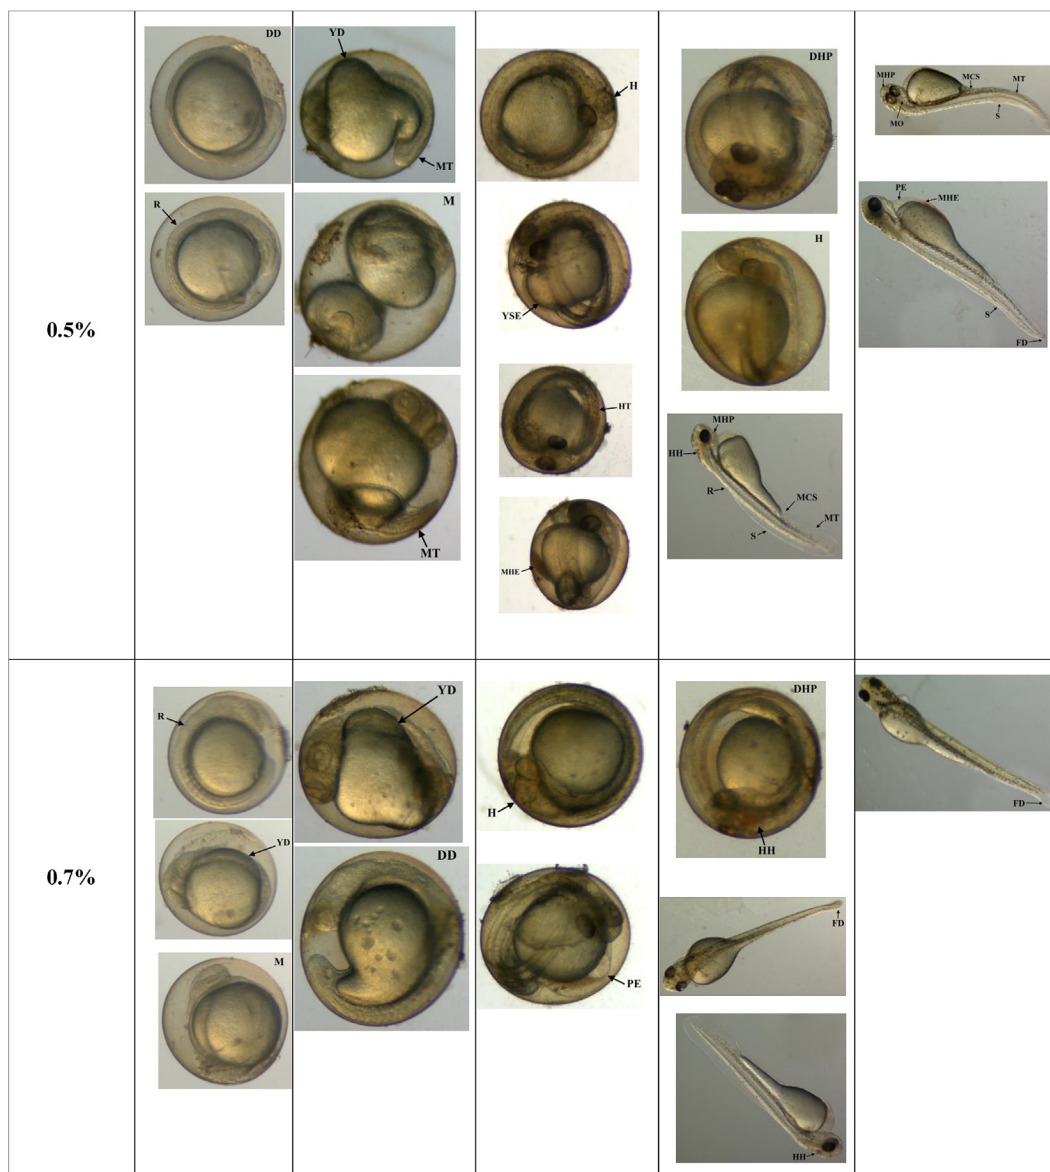 0.5%
DD
R
YD
MT
M
MT
H
YSE
HT
MHE
DHP
H
MHP
HH
R
MCS
MT
S
MHP
MCS
MT
MO
S
PE
MHE
S
FD
0.7%
R
YD
M
YD
DD
H
PE
DHP
HH
FD
HH
FD